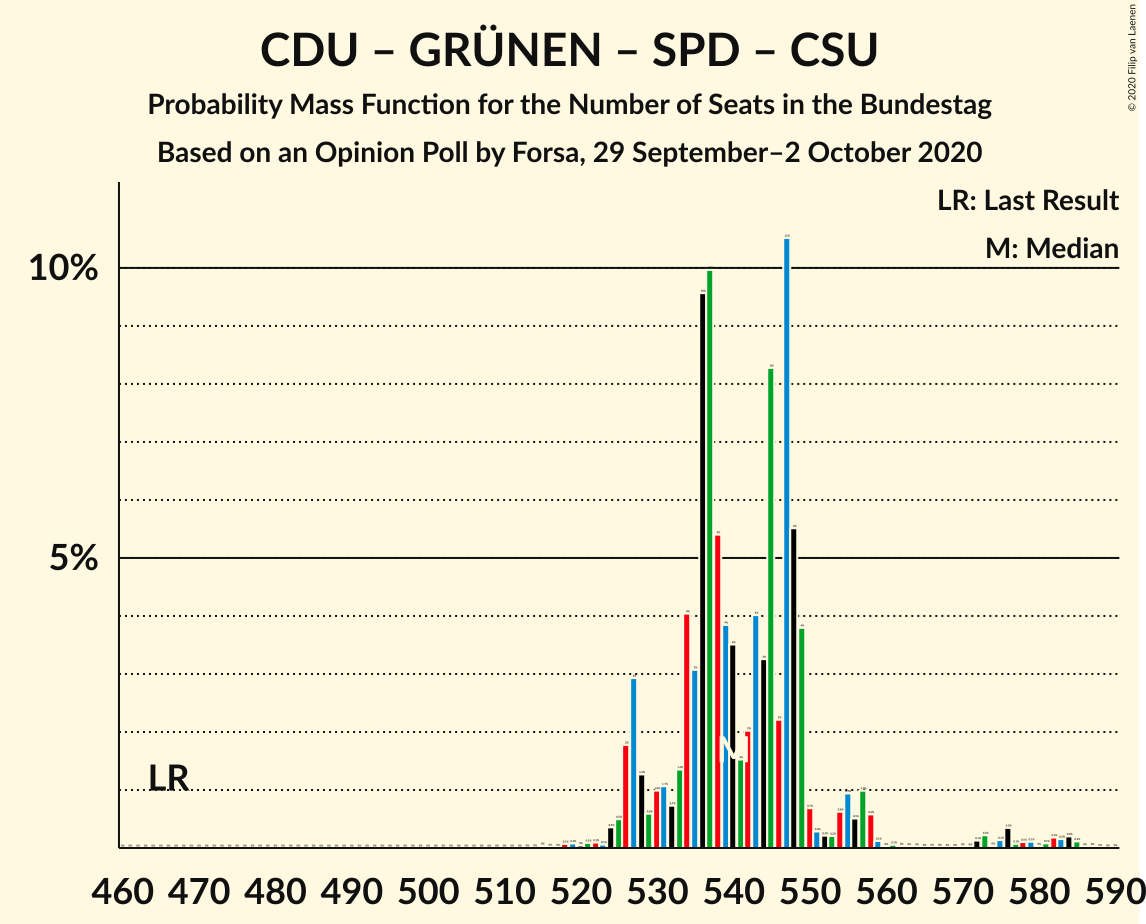 CDU – GRÜNEN – SPD – CSU
Probability Mass Function for the Number of Seats in the Bundestag
Based on an Opinion Poll by Forsa, 29 September–2 October 2020
© 2020 Filip van Laenen
LR: Last Result
M: Median
10%
5%
LR
M
460 470 480 490 500 510 520 530 540 550 560 570 580 590